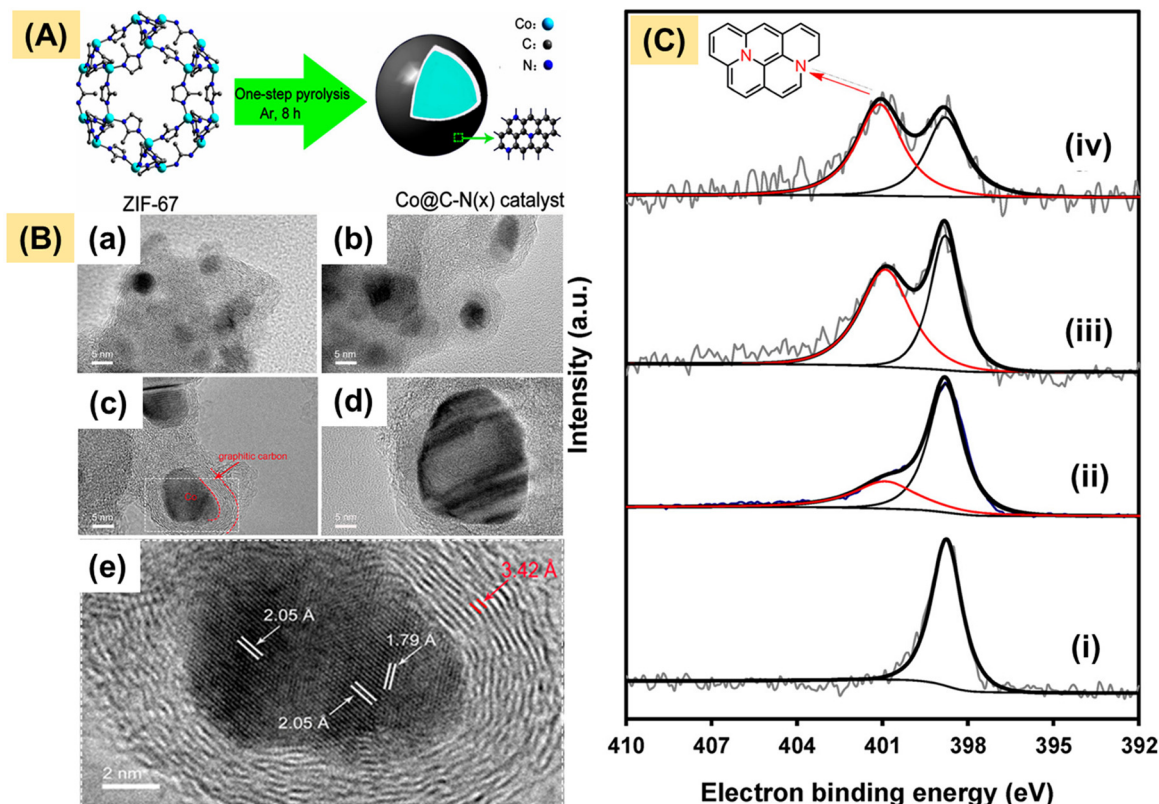 (A)
Co:
C:
N:
One-step pyrolysis
Ar, 8 h
ZIF-67
Co@C-N(x) catalyst
(B)
(a)
5 nm
(b)
5 nm
(c)
graphitic carbon
5 nm
(d)
5 nm
(e)
2.05 Å
1.79 Å
3.42 Å
2.05 Å
2 nm
(C)
N
N
(iv)
(iii)
(ii)
(i)
Intensity (a.u.)
410 407 404 401 398 395 392
Electron binding energy (eV)